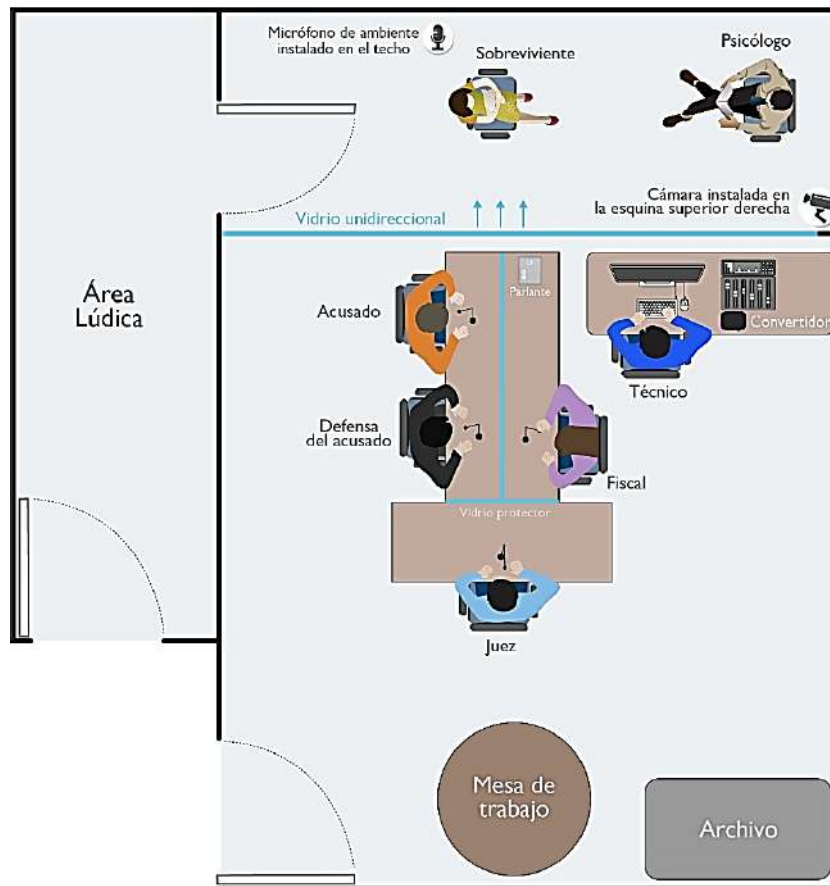 Micrófono de ambiente
instalado en el techo
Sobreviviente
Psicólogo
Cámara instalada en
la esquina superior derecha
Vidrio unidireccional
Área
Lúdica
Acusado
Parlante
Convertidor
Técnico
Defensa
del acusado
Fiscal
Vidrio protector
Juez
Mesa de
trabajo
Archivo